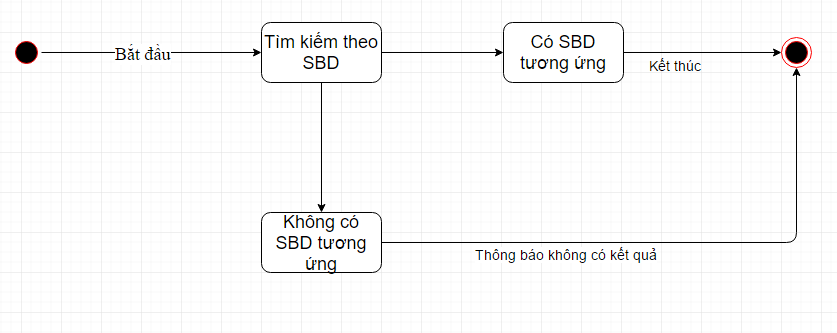 Bắt đầu
Tìm kiếm theo
SBD
Có SBD
tương ứng
Kết thúc
Không có
SBD tương
ứng
Thông báo không có kết quả